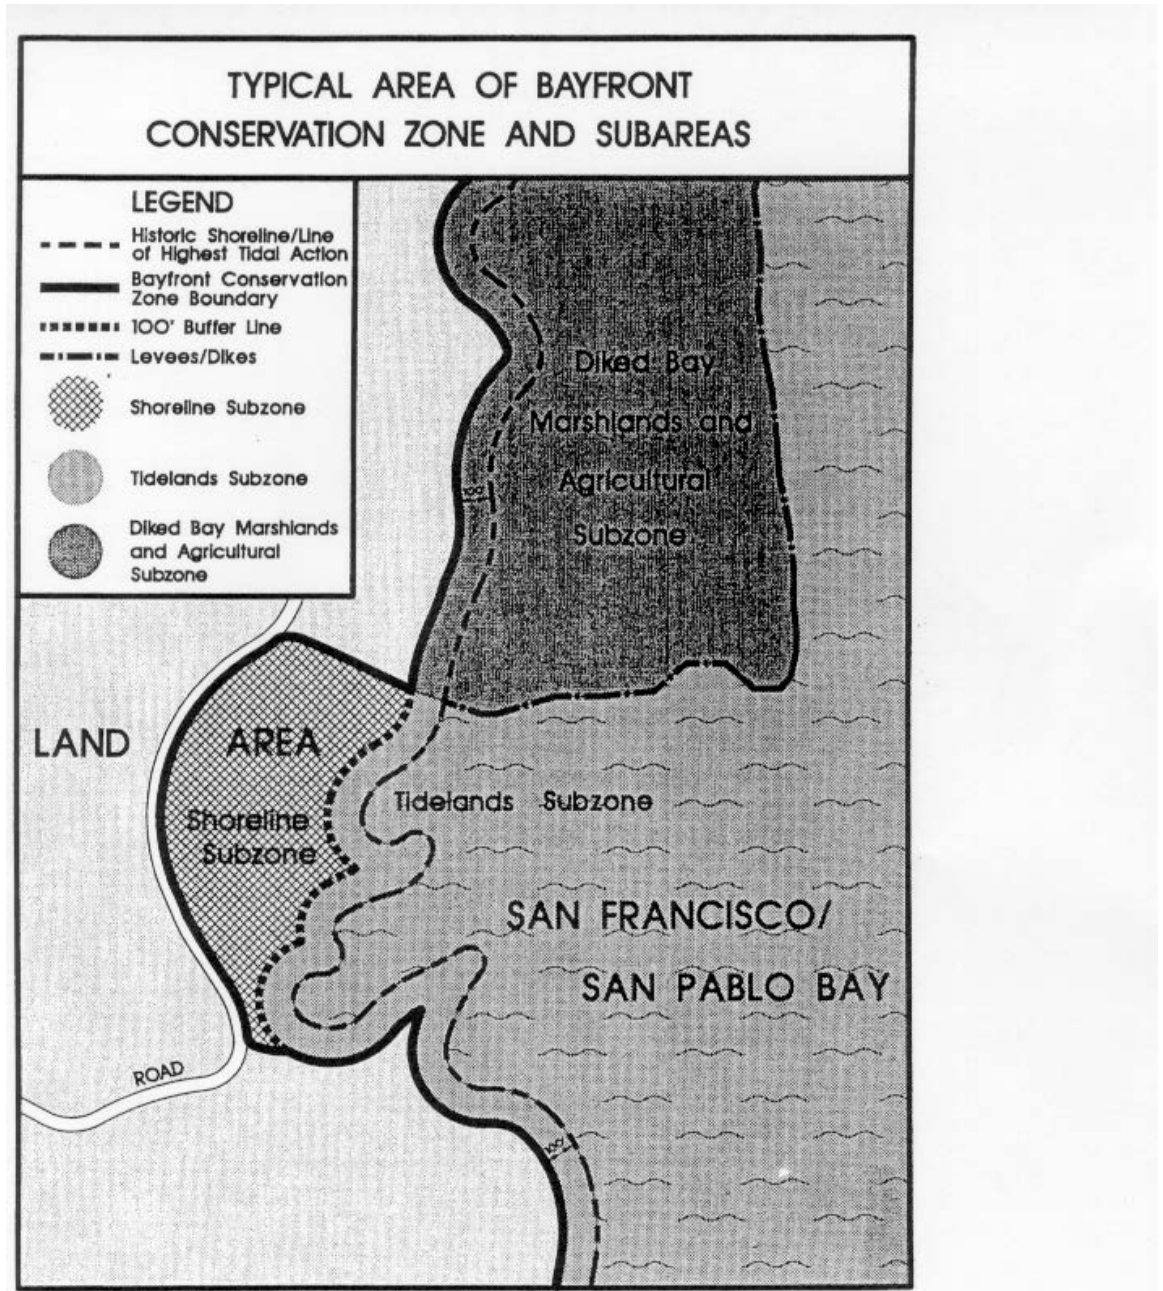 TYPICAL AREA OF BAYFRONT
CONSERVATION ZONE AND SUBAREAS
LEGEND
Historic Shoreline/Line
of Highest Tidal Action
Bayfront Conservation
Zone Boundary
100' Buffer Line
Levees/Dikes
Shoreline Subzone
Tidelands Subzone
Diked Bay Marshlands
and Agricultural
Subzone
Diked Bay
Marshlands and
Agricultural
Subzone
100'
LAND AREA
Tidelands Subzone
Shoreline
Subzone
SAN FRANCISCO/
SAN PABLO BAY
ROAD
100'